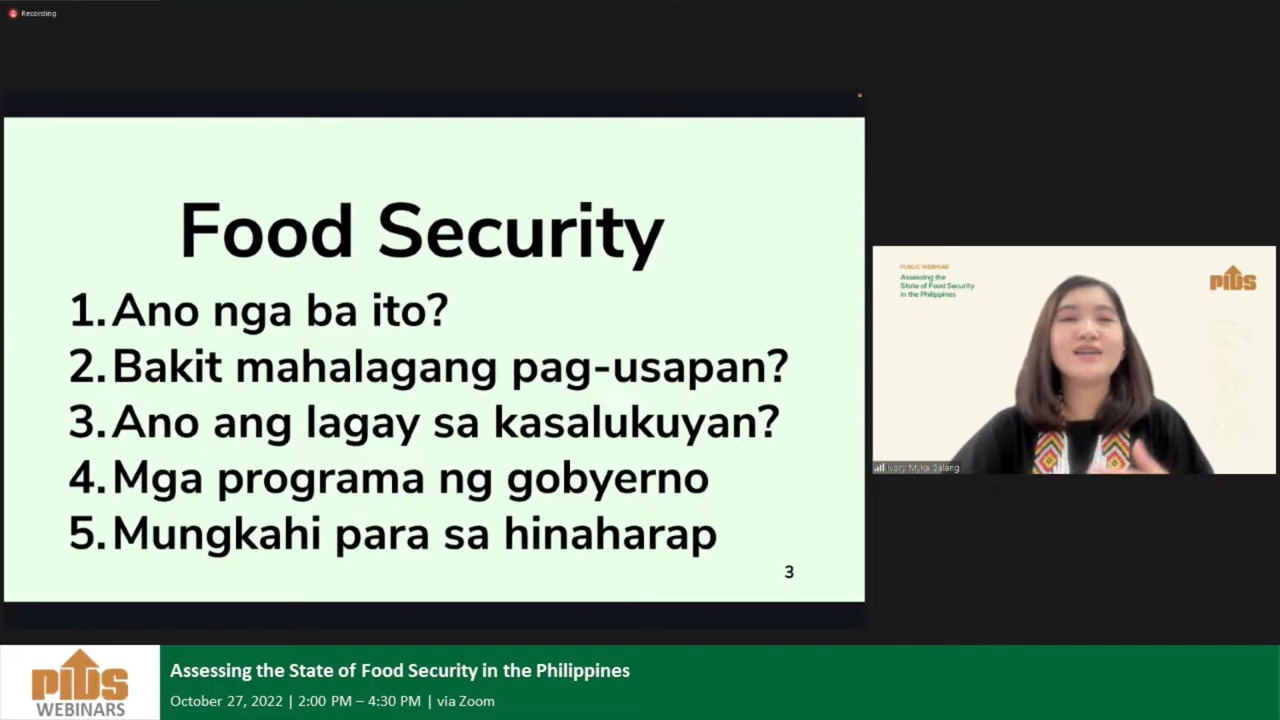 Recording
Food Security
1. Ano nga ba ito?
2. Bakit mahalagang pag-usapan?
3. Ano ang lagay sa kasalukuyan?
4. Mga programa ng gobyerno
5. Mungkahi para sa hinaharap
3
PUBLIC WEBINAR
Assessing the
State of Food Security
in the Philippines
PIDS
Ivory Myka Galang
PIDS
WEBINARS
Assessing the State of Food Security in the Philippines
October 27, 2022 | 2:00 PM – 4:30 PM | via Zoom